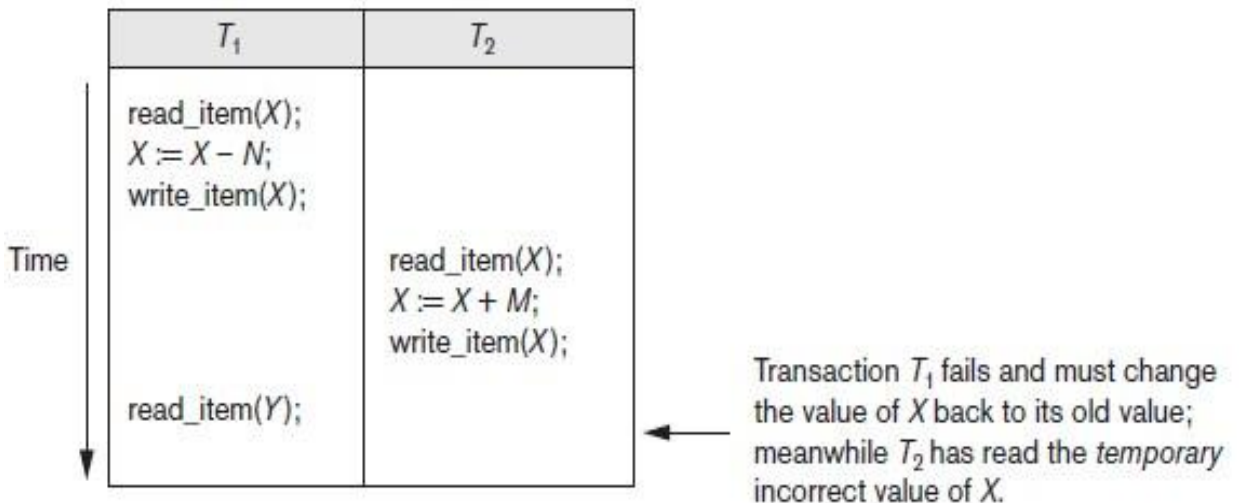 T1 T2
read_item(X);
X := X – N;
write_item(X);
Time
read_item(X);
X := X + M;
write_item(X);
read_item(Y);
Transaction T1 fails and must change
the value of X back to its old value;
meanwhile T2 has read the temporary
incorrect value of X.